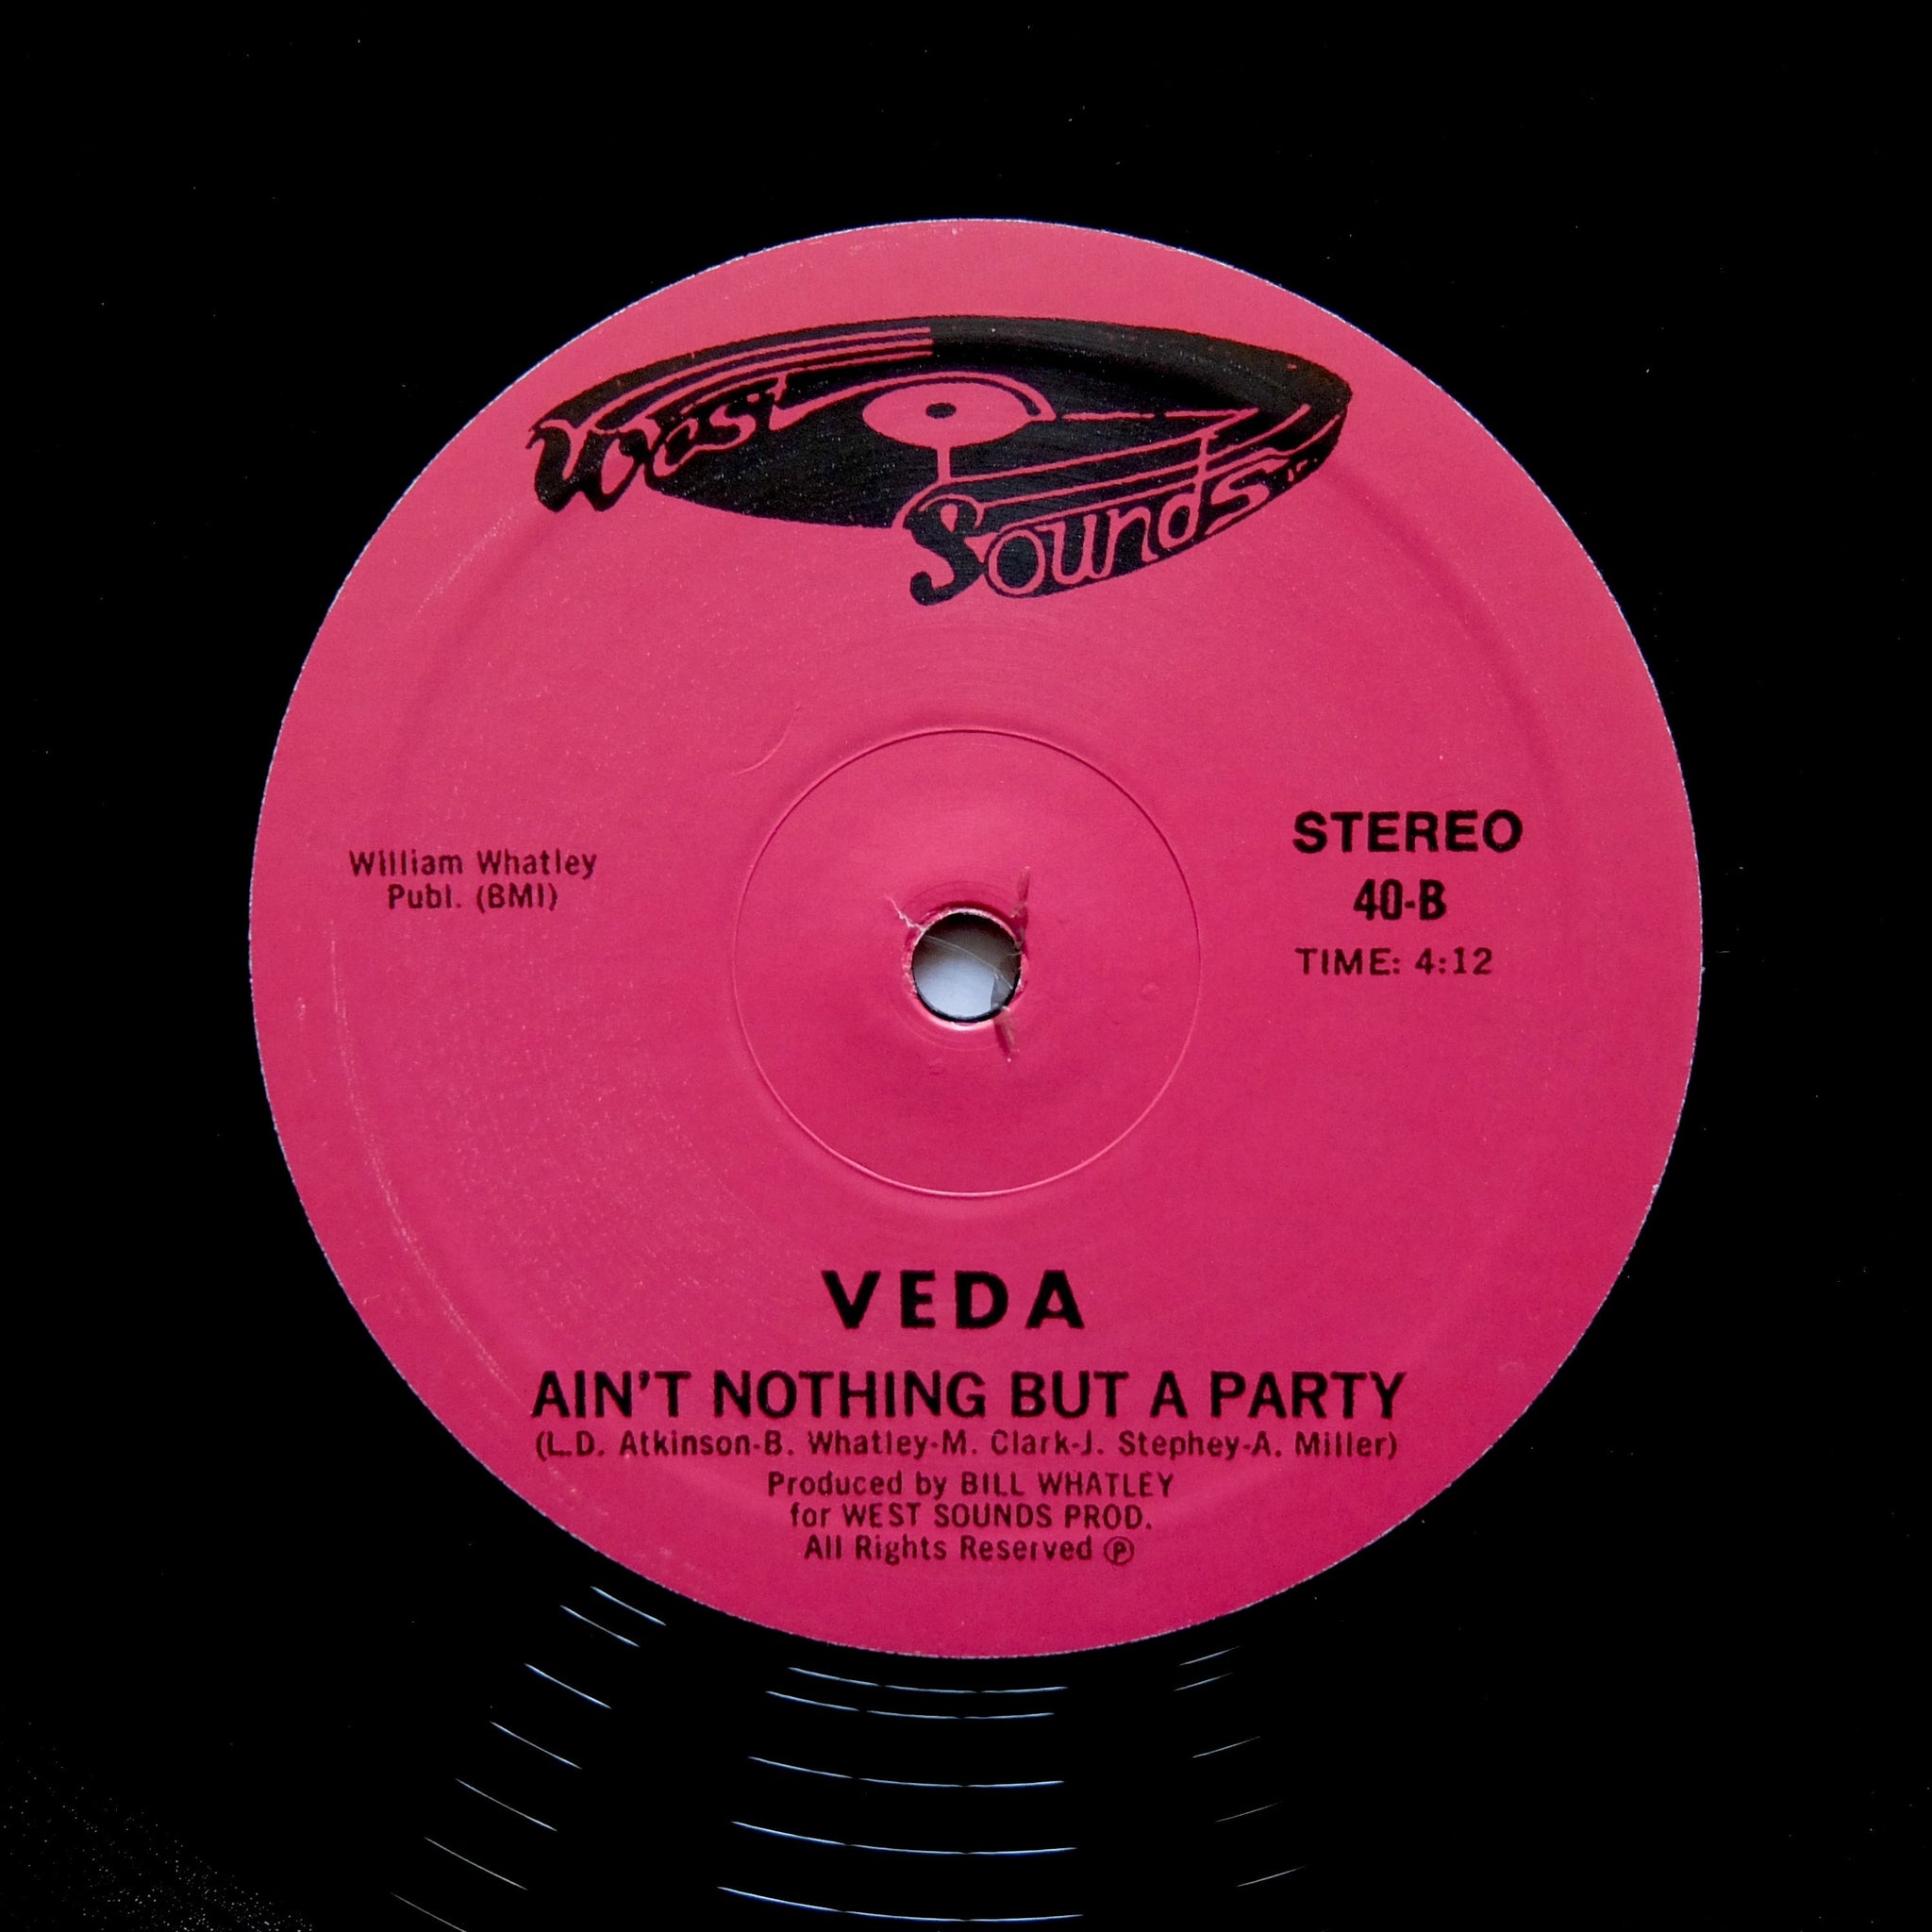 West
Sounds
William Whatley
Publ. (BMI)
STEREO
40-B
TIME: 4:12
VEDA
AIN'T NOTHING BUT A PARTY
(L.D. Atkinson-B. Whatley-M. Clark-J. Stephey-A. Miller)
Produced by BILL WHATLEY
for WEST SOUNDS PROD.
All Rights Reserved ℗